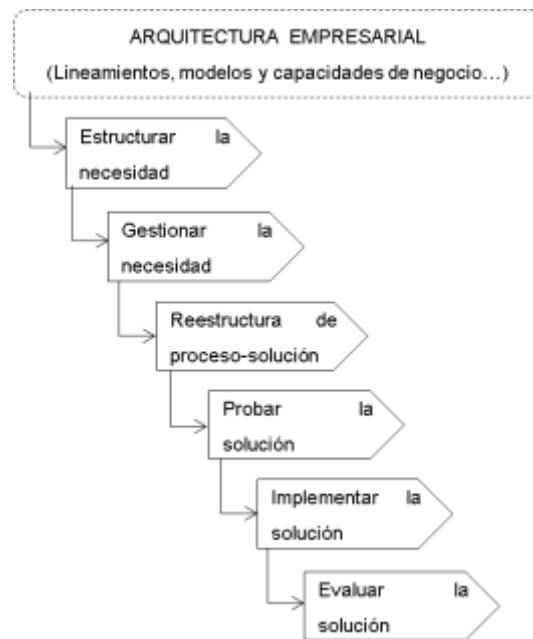 ARQUITECTURA EMPRESARIAL
(Lineamientos, modelos y capacidades de negocio…)
Estructurar la
necesidad
Gestionar la
necesidad
Reestructura de
proceso-solución
Probar la
solución
Implementar la
solución
Evaluar la
solución